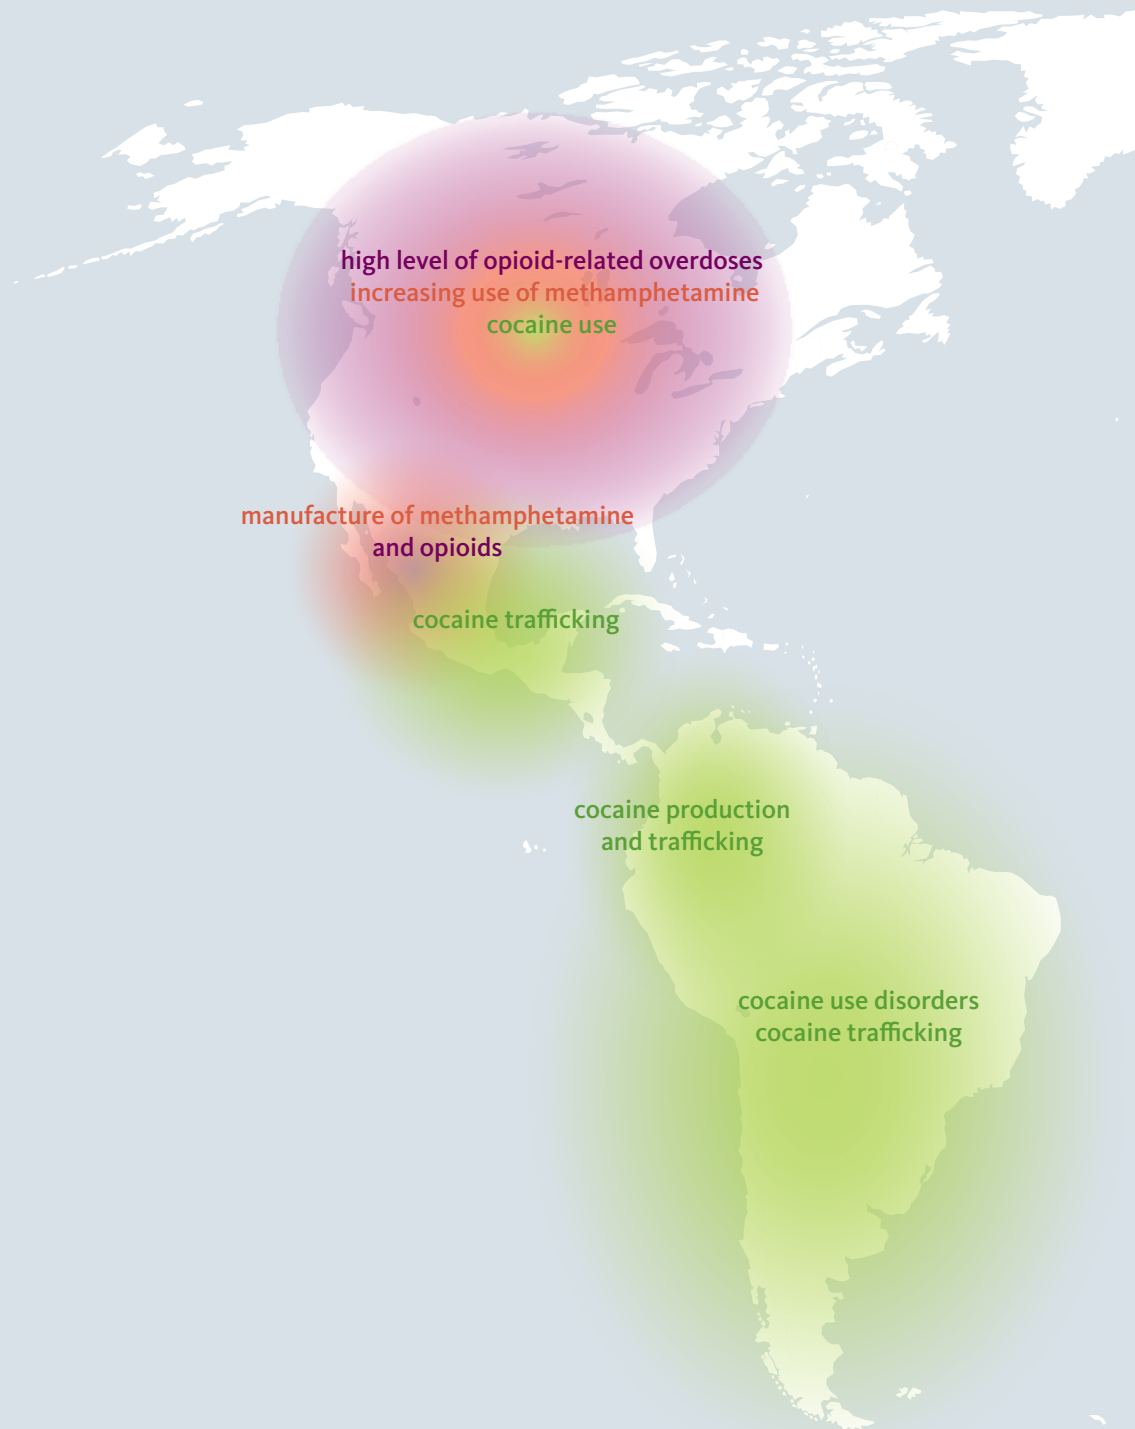 high level of opioid-related overdoses
increasing use of methamphetamine
cocaine use
manufacture of methamphetamine
and opioids
cocaine trafficking
cocaine production
and trafficking
cocaine use disorders
cocaine trafficking